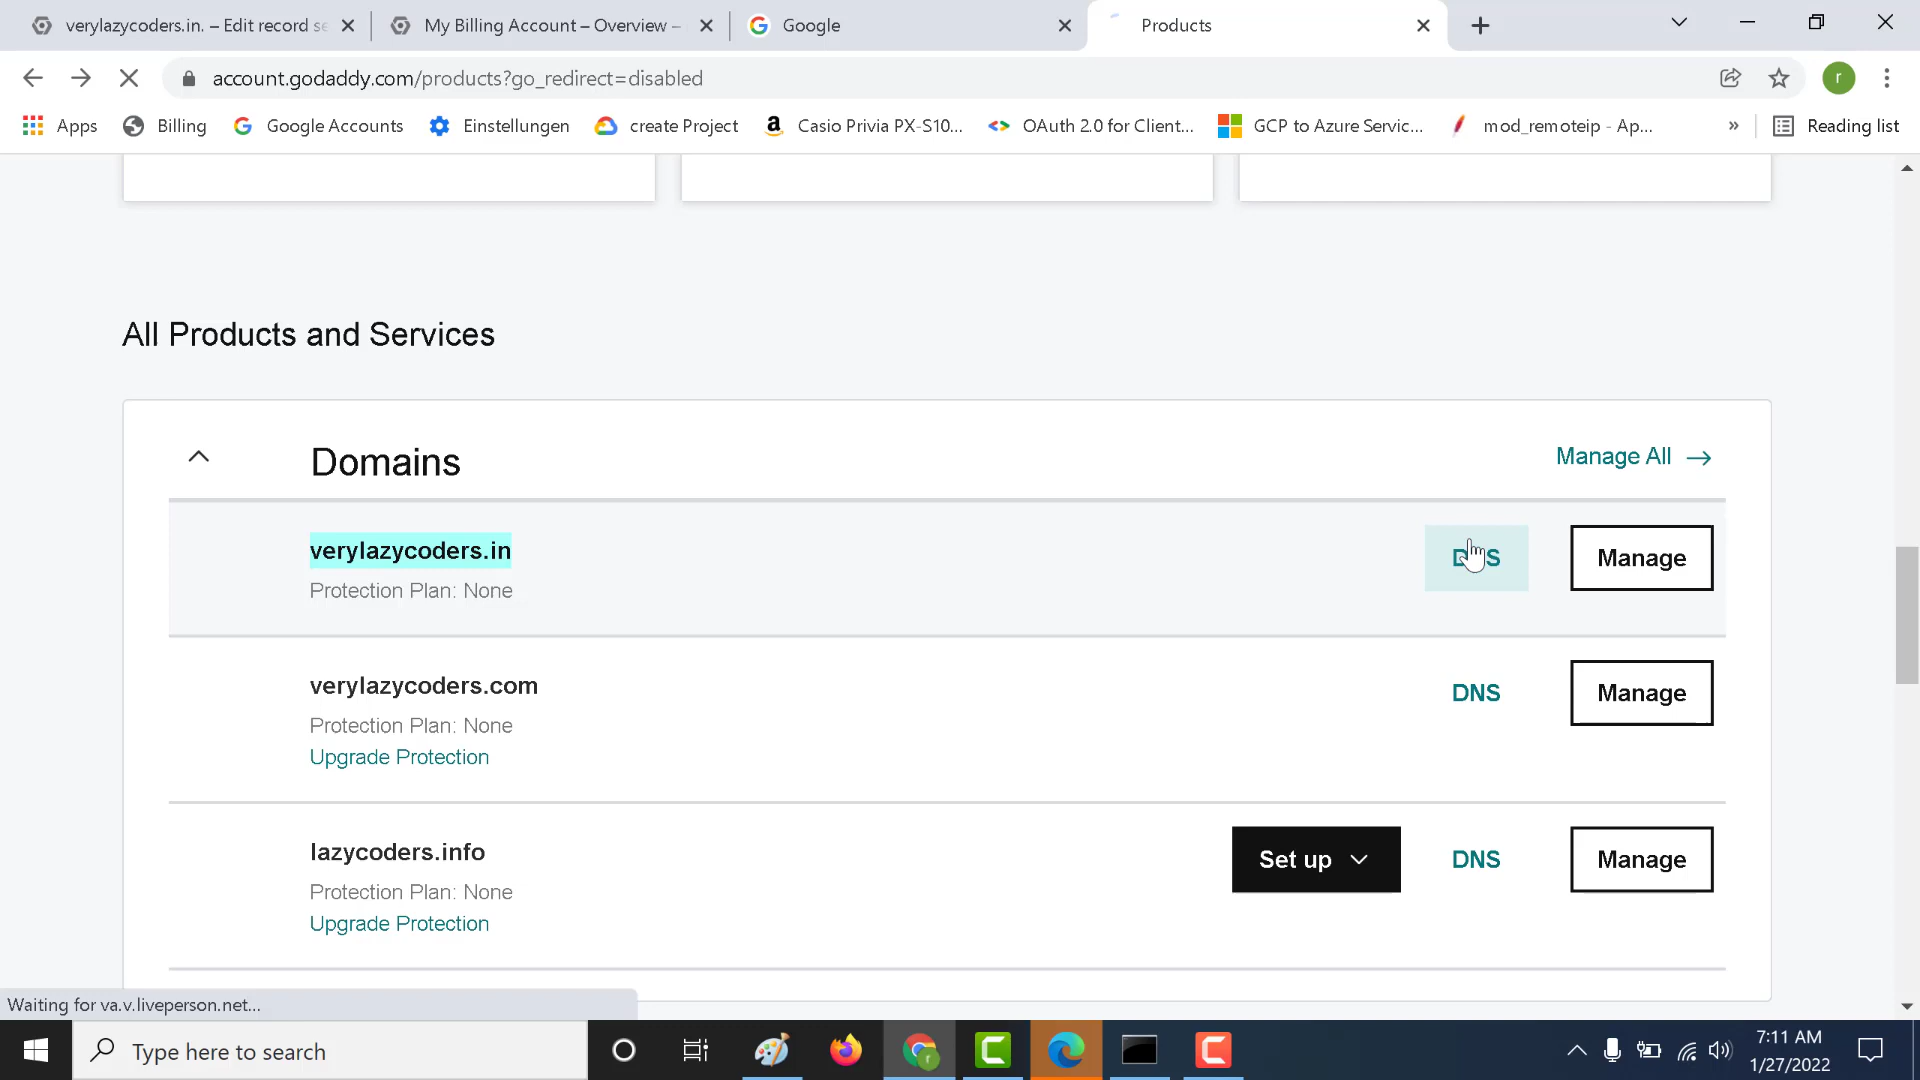 verylazycoders.in. – Edit record se
My Billing Account – Overview –
Google
Products
account.godaddy.com/products?go_redirect=disabled
r
Apps
Billing
Google Accounts
Einstellungen
create Project
Casio Privia PX-S10...
OAuth 2.0 for Client...
GCP to Azure Servic...
mod_remoteip - Ap...
»
Reading list
All Products and Services
Domains
Manage All →
verylazycoders.in
Protection Plan: None
DNS
Manage
verylazycoders.com
Protection Plan: None
Upgrade Protection
DNS
Manage
lazycoders.info
Protection Plan: None
Upgrade Protection
Set up
DNS
Manage
Waiting for va.v.liveperson.net...
Type here to search
7:11 AM
1/27/2022